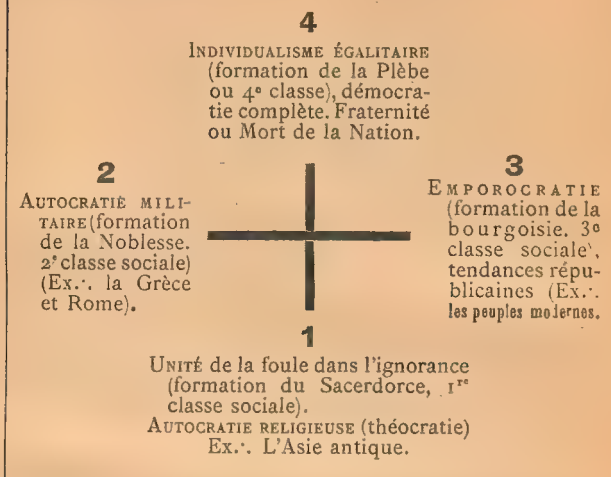 4
INDIVIDUALISME ÉGALITAIRE
(formation de la Plèbe
ou 4e classe), démocra-
tie complète. Fraternité
ou Mort de la Nation.
2
AUTOCRATIE MILI-
TAIRE (formation
de la Noblesse.
2e classe sociale)
(Ex∴ la Grèce
et Rome).
3
EMPOROCRATIE
(formation de la
bourgoisie. 3e
classe sociale',
tendances répu-
blicaines (Ex∴
les peuples modernes.
1
UNITÉ de la foule dans l'ignorance
(formation du Sacerdorce, 1re
classe sociale).
AUTOCRATIE RELIGIEUSE (théocratie)
Ex∴ L'Asie antique.